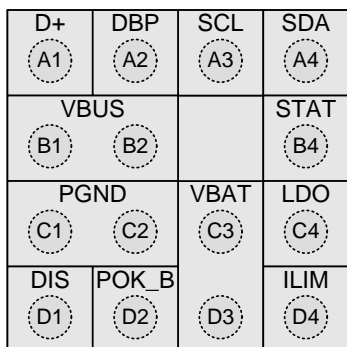 D+ DBP SCL SDA
A1 A2 A3 A4
VBUS STAT
B1 B2 B4
PGND VBAT LDO
C1 C2 C3 C4
DIS POK_B ILIM
D1 D2 D3 D4